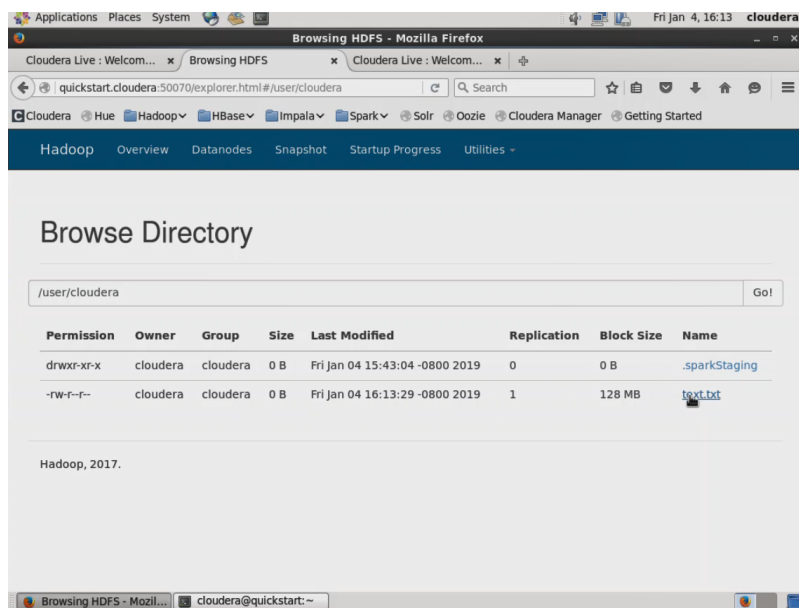 Applications Places System Fri Jan 4, 16:13 cloudera
Browsing HDFS - Mozilla Firefox
Cloudera Live : Welcom... x Browsing HDFS x Cloudera Live : Welcom... x
quickstart.cloudera:50070/explorer.html#/user/cloudera Search
Cloudera Hue Hadoop HBase Impala Spark Solr Oozie Cloudera Manager Getting Started
Hadoop Overview Datanodes Snapshot Startup Progress Utilities
Browse Directory
/user/cloudera Go!
Permission Owner Group Size Last Modified Replication Block Size Name
drwxr-xr-x cloudera cloudera 0 B Fri Jan 04 15:43:04 -0800 2019 0 0 B .sparkStaging
-rw-r--r-- cloudera cloudera 0 B Fri Jan 04 16:13:29 -0800 2019 1 128 MB text.txt
Hadoop, 2017.
Browsing HDFS - Mozil... cloudera@quickstart:~